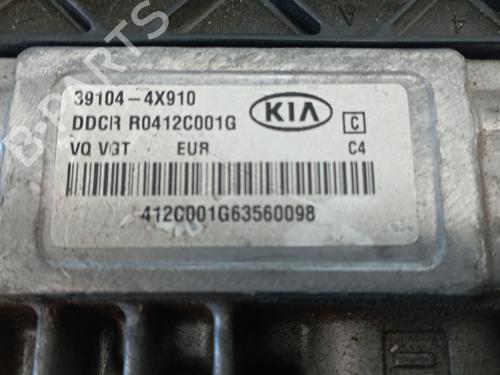 B-PARTS
39104-4X910
KIA
DDCR R0412C001G
C
VQ VGT EUR C4
412C001G63560098